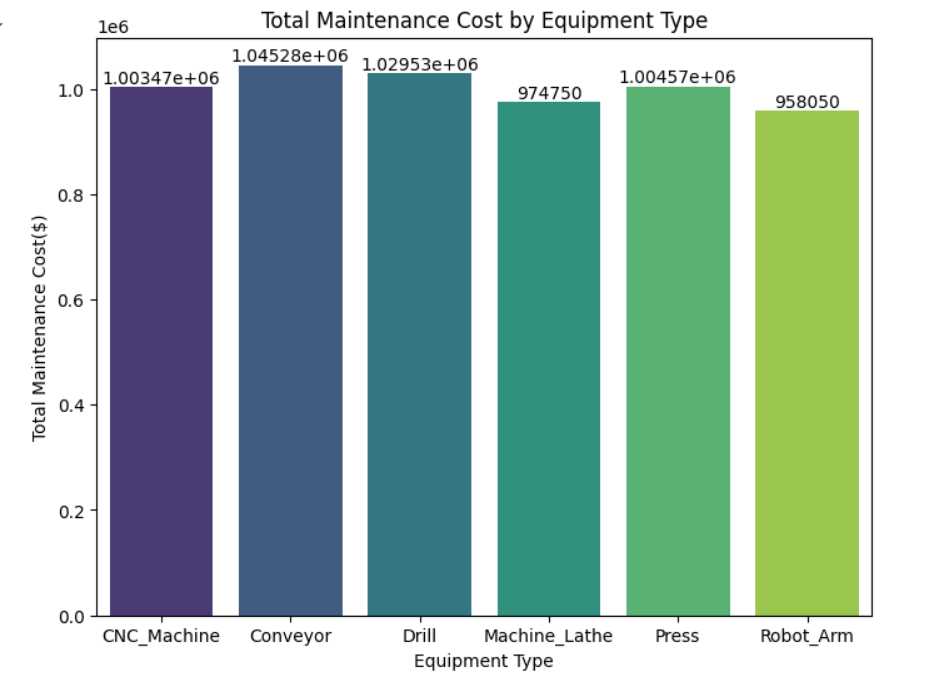 Total Maintenance Cost by Equipment Type
1e6
1.00347e+06
1.04528e+06
1.02953e+06
974750
1.00457e+06
958050
1.0
0.8
0.6
0.4
0.2
0.0
Total Maintenance Cost($)
CNC_Machine Conveyor Drill Machine_Lathe Press Robot_Arm
Equipment Type